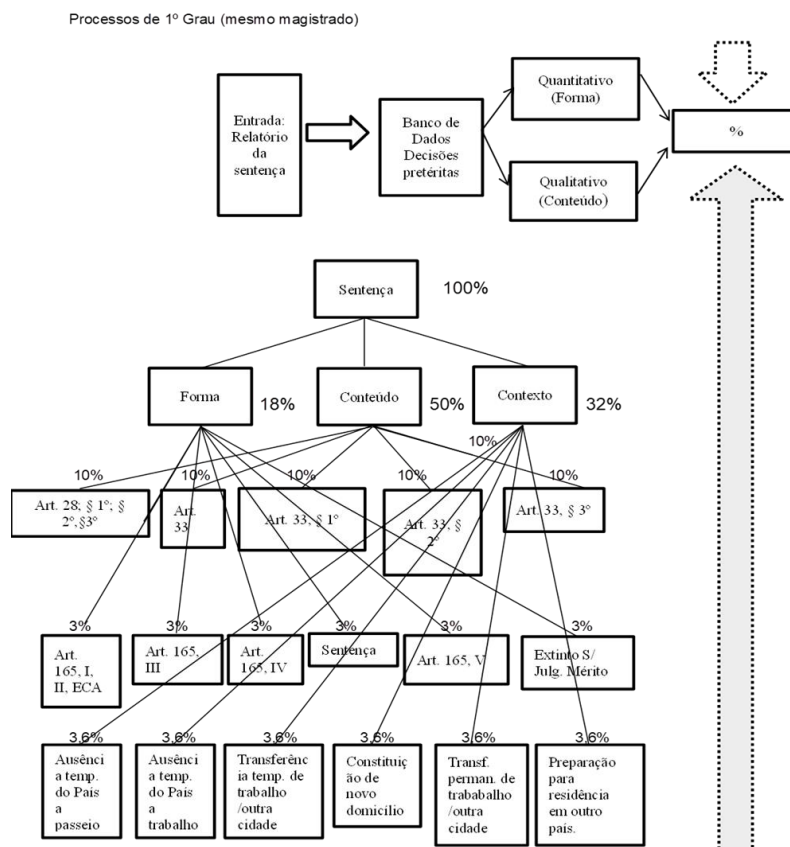 Processos de 1º Grau (mesmo magistrado)
Entrada:
Relatório
da
sentença
Banco de
Dados
Decisões
pretéritas
Quantitativo
(Forma)
Qualitativo
(Conteúdo)
%
Sentença
100%
Forma
18%
Conteúdo
50%
Contexto
32%
10%
10%
10%
10%
10%
10%
Art. 28; § 1º; §
2º,§3º
Art.
33
Art. 33, § 1º
Art. 33, §
2º
Art. 33, § 3º
3%
3%
3%
3%
3%
3%
Art.
165, I,
II, ECA
Art. 165,
III
Art.
165, IV
Sentença
Art. 165, V
Extinto S/
Julg. Mérito
3,6%
3,6%
3,6%
3,6%
3,6%
3,6%
Ausênci
a temp.
do País
a
passeio
Ausênci
a temp.
do País
a
trabalho
Transferên
cia temp. de
trabalho
/outra
cidade
Constituiç
ão de
novo
domicílio
Transf.
perman. de
trababalho
/outra
cidade
Preparação
para
residência
em outro
país.